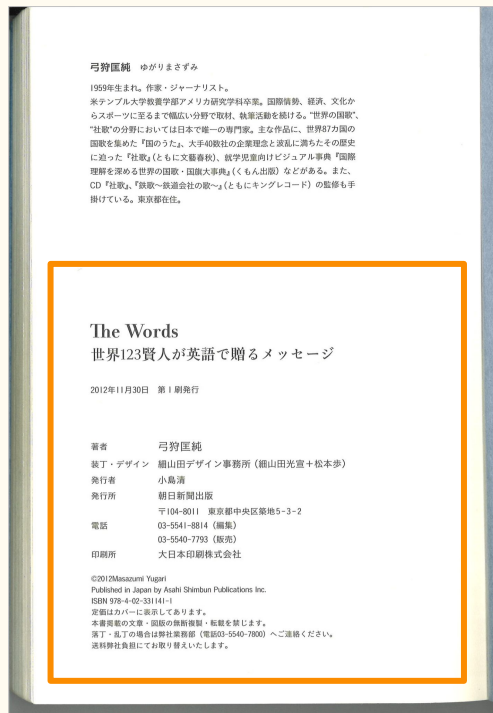 弓狩匡純 ゆがりまさずみ
1959年生まれ。作家・ジャーナリスト。
米テンプル大学教養学部アメリカ研究学科卒業。国際情勢、経済、文化か
らスポーツに至るまで幅広い分野で取材、執筆活動を続ける。“世界の国歌”、
“社歌”の分野においては日本で唯一の専門家。主な作品に、世界87カ国の
国歌を集めた『国のうた』、大手40数社の企業理念と波乱に満ちたその歴史
に迫った『社歌』(ともに文藝春秋)、就学児童向けビジュアル事典『国際
理解を深める世界の国歌・国旗大事典』(くもん出版) などがある。また、
CD『社歌』、『鉄歌〜鉄道会社の歌〜』(ともにキングレコード) の監修も手
掛けている。東京都在住。
The Words
世界123賢人が英語で贈るメッセージ
2012年11月30日 第1刷発行
著者 弓狩匡純
装丁・デザイン 細山田デザイン事務所 (細山田光宣+松本歩)
発行者 小島清
発行所 朝日新聞出版
〒104-8011 東京都中央区築地5-3-2
電話 03-5541-8814 (編集)
03-5540-7793 (販売)
印刷所 大日本印刷株式会社
©2012Masazumi Yugari
Published in Japan by Asahi Shimbun Publications Inc.
ISBN 978-4-02-331141-1
定価はカバーに表示してあります。
本書掲載の文章・図版の無断複製・転載を禁じます。
落丁・乱丁の場合は弊社業務部 (電話03-5540-7800) へご連絡ください。
送料弊社負担にてお取り替えいたします。